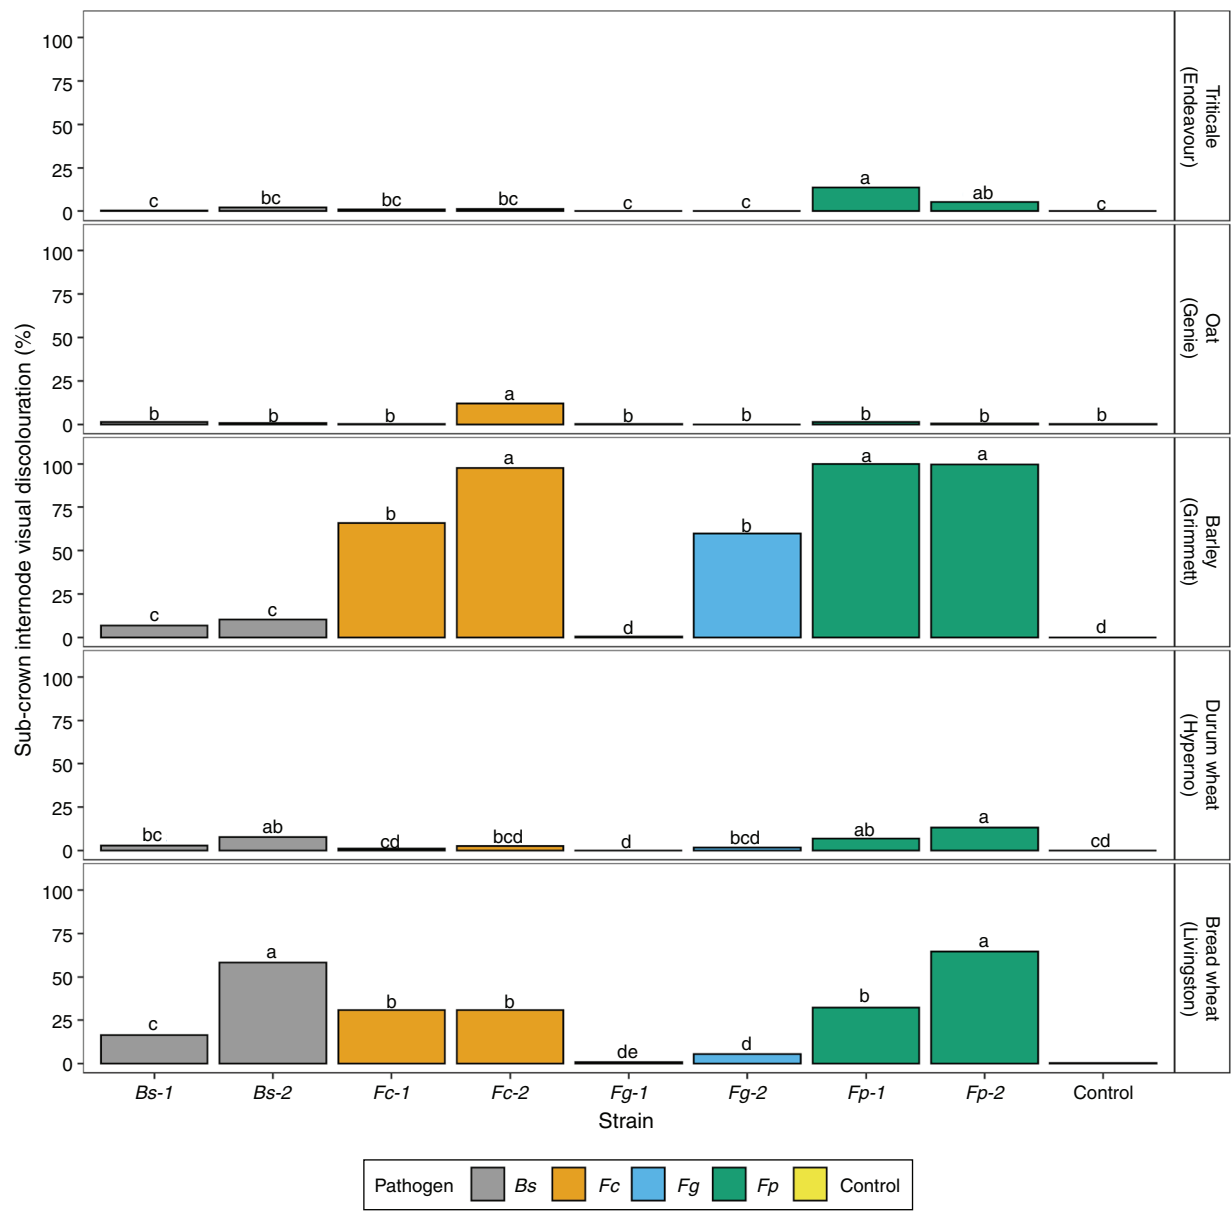 Sub-crown internode visual discolouration (%)
100
75
50
25
0
c bc bc bc c c a ab c
Triticale
(Endeavour)
100
75
50
25
0
b b b a b b b b b
Oat
(Genie)
100
75
50
25
0
c c b a d b a a d
Barley
(Grimmett)
100
75
50
25
0
bc ab cd bcd d bcd ab a cd
Durum wheat
(Hyperno)
100
75
50
25
0
c a b b de d b a
Bread wheat
(Livingston)
Bs-1 Bs-2 Fc-1 Fc-2 Fg-1 Fg-2 Fp-1 Fp-2 Control
Strain
Pathogen Bs Fc Fg Fp Control